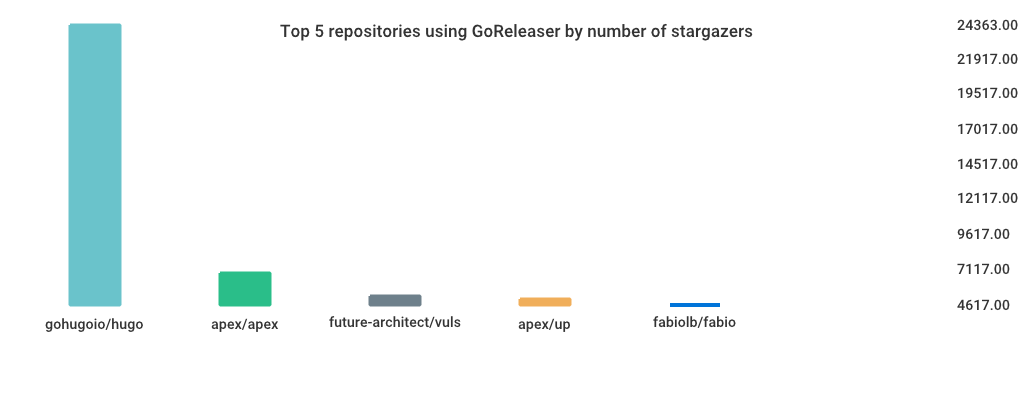 Top 5 repositories using GoReleaser by number of stargazers
24363.00
21917.00
19517.00
17017.00
14517.00
12117.00
9617.00
7117.00
4617.00
gohugoio/hugo
apex/apex
future-architect/vuls
apex/up
fabiolb/fabio